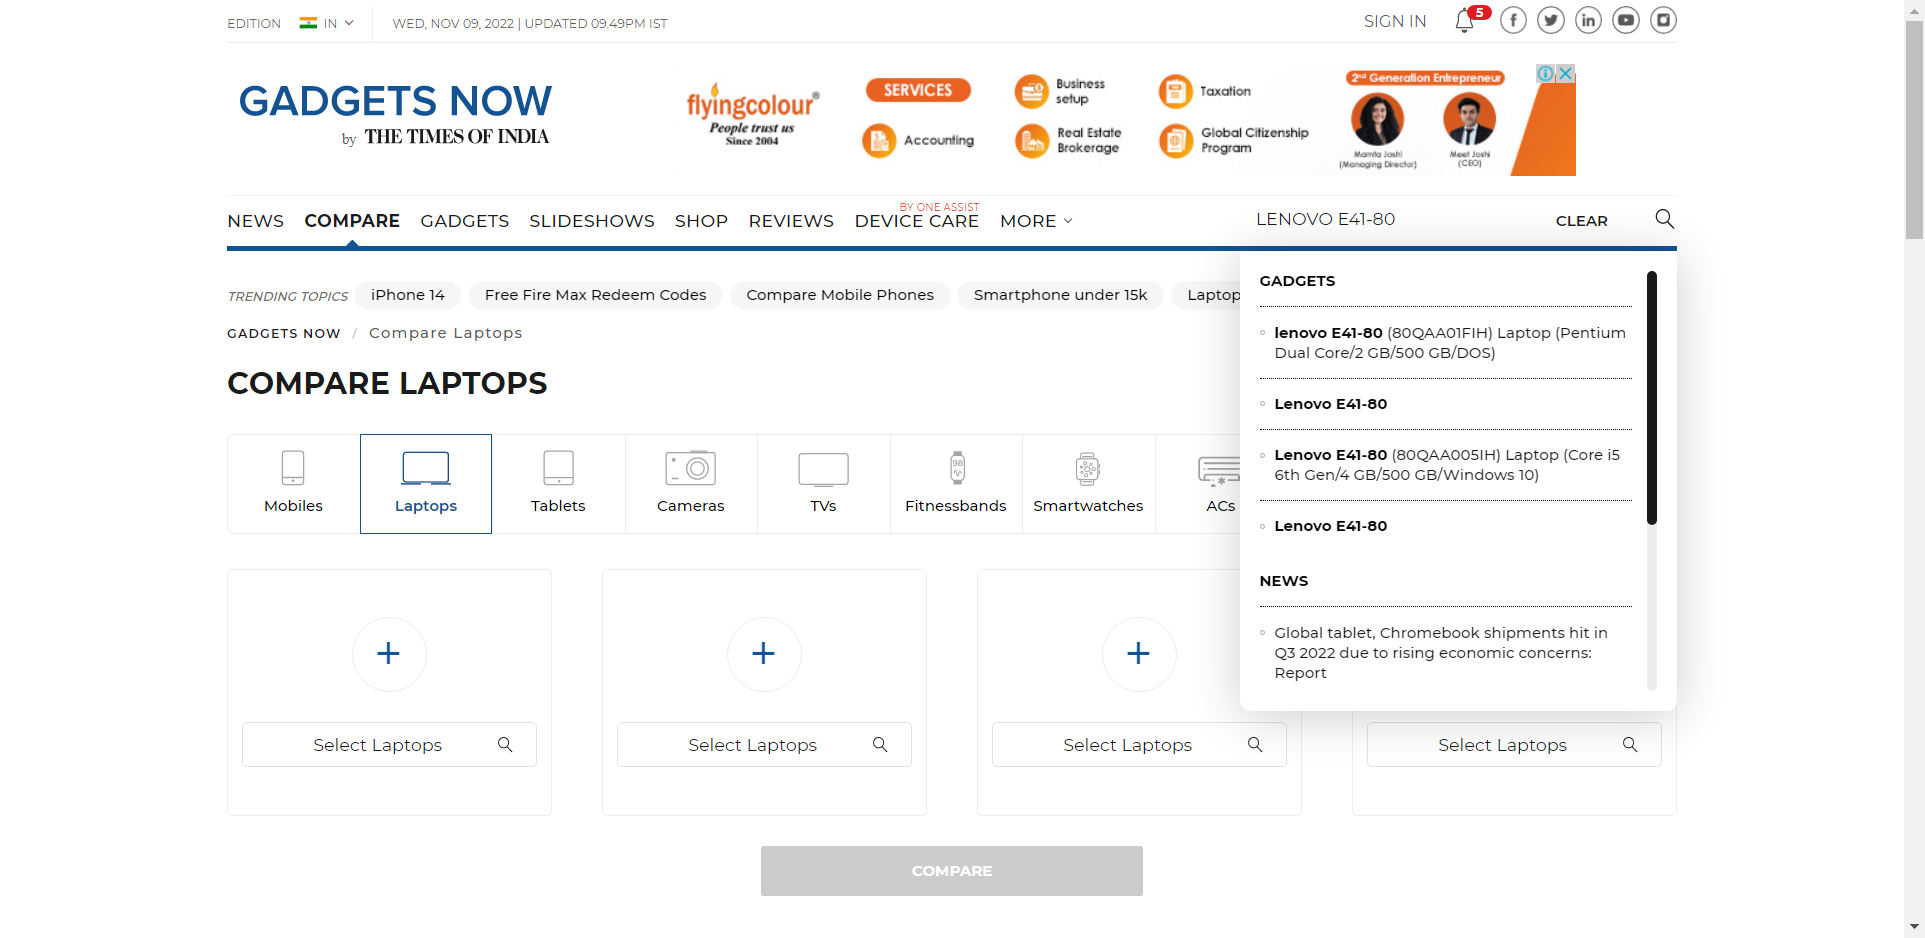 EDITION IN WED, NOV 09, 2022 | UPDATED 09.49PM IST SIGN IN 5
GADGETS NOW
by THE TIMES OF INDIA
flyingcolour®
People trust us
Since 2004
SERVICES
Accounting
Business
setup
Real Estate
Brokerage
Taxation
Global Citizenship
Program
2nd Generation Entrepreneur
Mamta Joshi
(Managing Director)
Meet Joshi
(CEO)
BY ONE ASSIST
NEWS COMPARE GADGETS SLIDESHOWS SHOP REVIEWS DEVICE CARE MORE LENOVO E41-80 CLEAR
TRENDING TOPICS iPhone 14 Free Fire Max Redeem Codes Compare Mobile Phones Smartphone under 15k Laptop
GADGETS NOW / Compare Laptops
COMPARE LAPTOPS
98
Mobiles Laptops Tablets Cameras TVs Fitnessbands Smartwatches ACs
GADGETS
lenovo E41-80 (80QAA01FIH) Laptop (Pentium
Dual Core/2 GB/500 GB/DOS)
Lenovo E41-80
Lenovo E41-80 (80QAA005IH) Laptop (Core i5
6th Gen/4 GB/500 GB/Windows 10)
Lenovo E41-80
NEWS
Global tablet, Chromebook shipments hit in
Q3 2022 due to rising economic concerns:
Report
Select Laptops Select Laptops Select Laptops Select Laptops
COMPARE